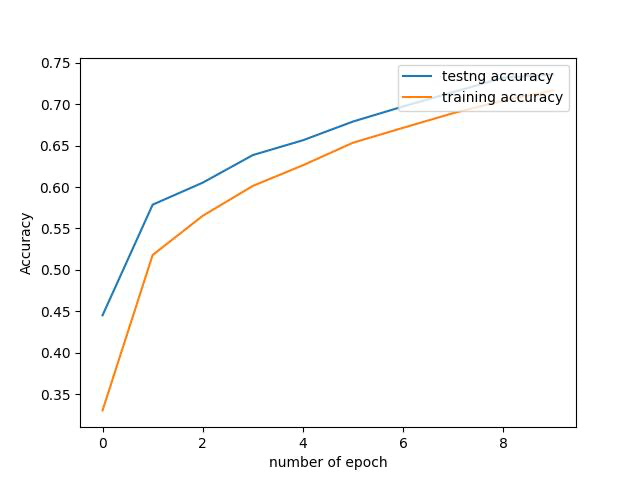 0.75
0.70
0.65
0.60
0.55
0.50
0.45
0.40
0.35
Accuracy
testng accuracy
training accuracy
0 2 4 6 8
number of epoch